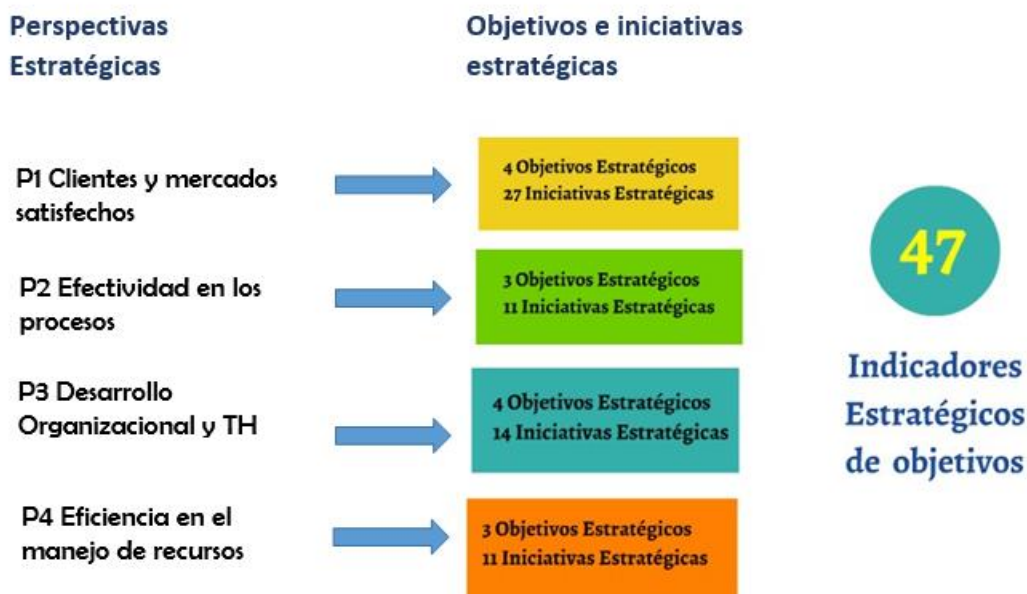 Perspectivas
Estratégicas
Objetivos e iniciativas
estratégicas
P1 Clientes y mercados
satisfechos
4 Objetivos Estratégicos
27 Iniciativas Estratégicas
P2 Efectividad en los
procesos
3 Objetivos Estratégicos
11 Iniciativas Estratégicas
P3 Desarrollo
Organizacional y TH
4 Objetivos Estratégicos
14 Iniciativas Estratégicas
P4 Eficiencia en el
manejo de recursos
3 Objetivos Estratégicos
11 Iniciativas Estratégicas
47
Indicadores
Estratégicos
de objetivos